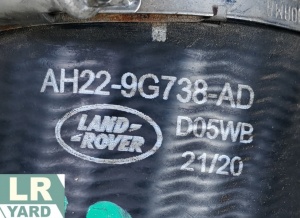 AH22-9G738-AD
LAND-
-ROVER
D05WB
21/20
LR
YARD